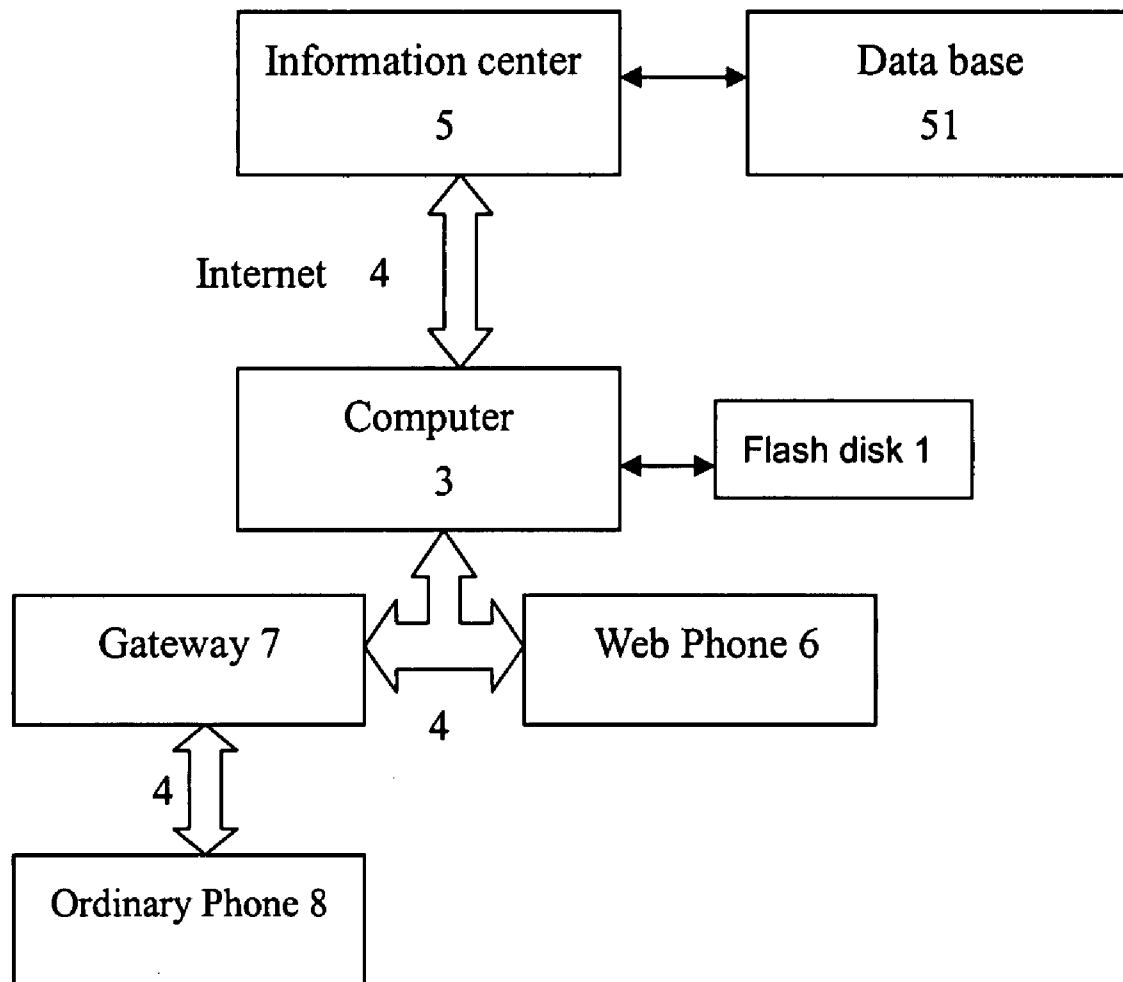 Information center
5
Data base
51
Internet 4
Computer
3
Flash disk 1
Gateway 7
Web Phone 6
4
4
Ordinary Phone 8